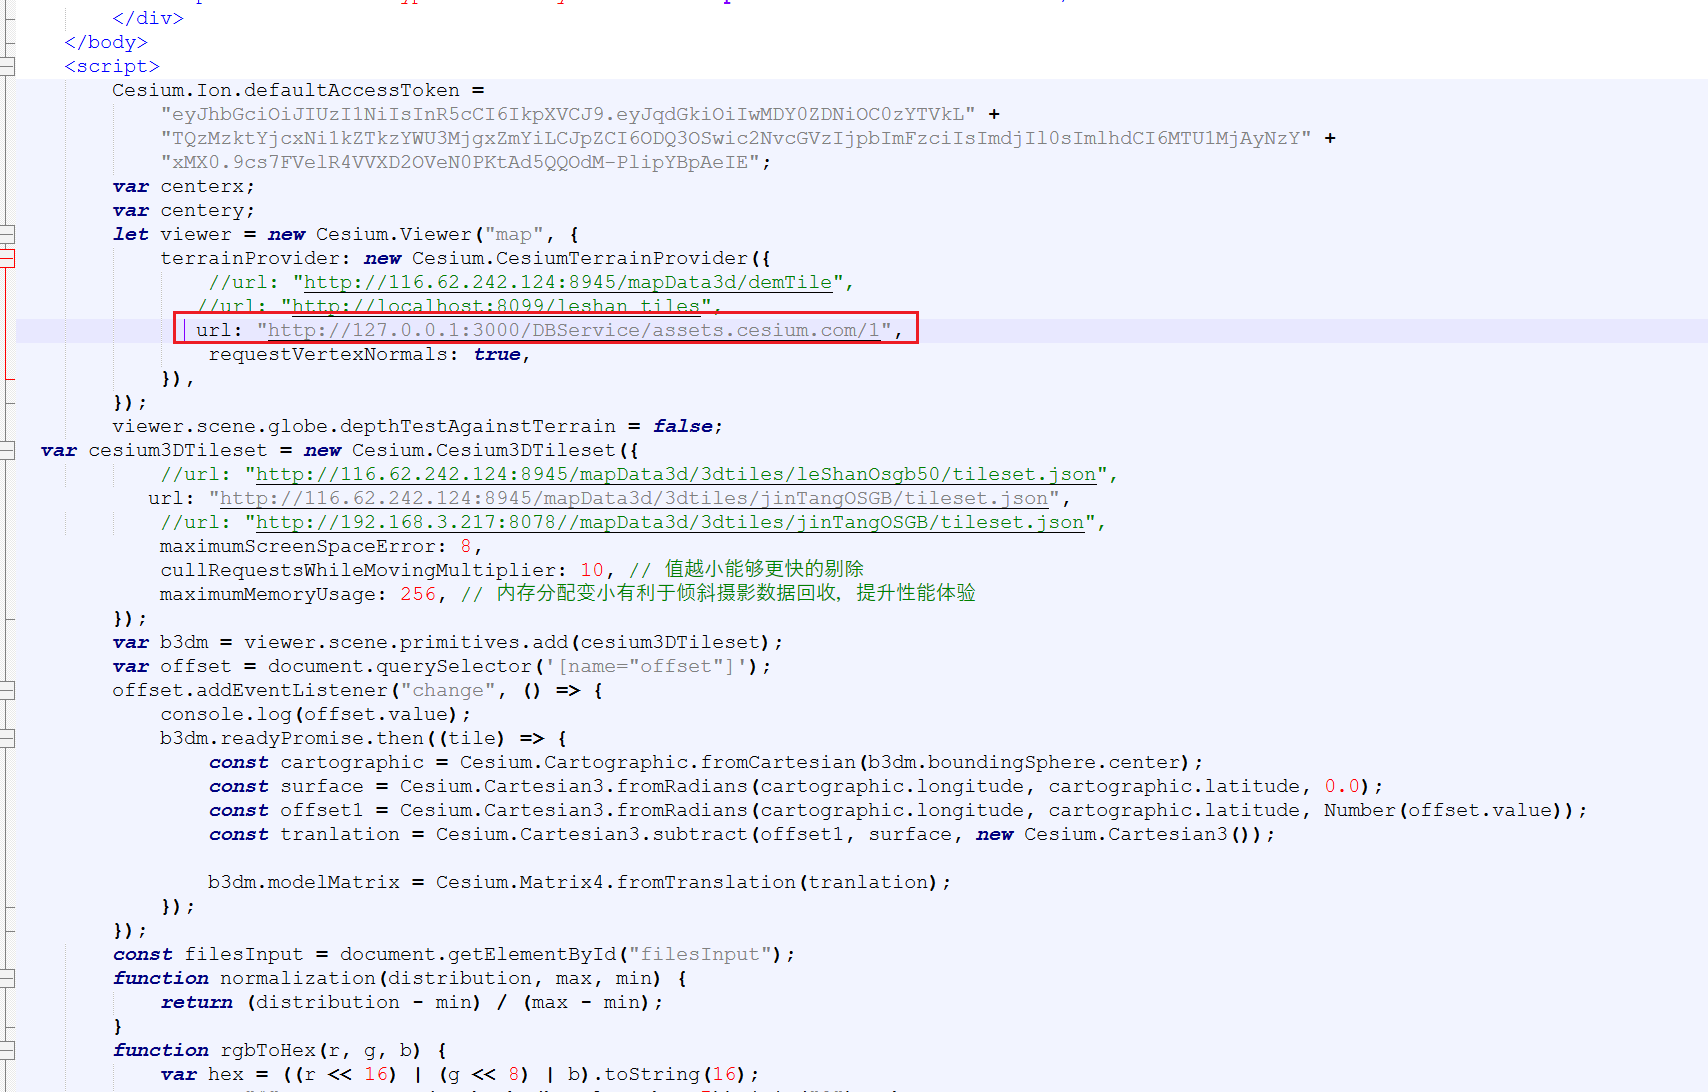 </div>
</body>
<script>
Cesium.Ion.defaultAccessToken =
"eyJhbGciOiJIUzI1NiIsInR5cCI6IkpXVCJ9.eyJqdGkiOiIwMDY0ZDNiOC0zYTVkL" +
"TQzMzktYjcxNi1kZTkzYWU3MjgxZmYiLCJpZCI6ODQ3OSwic2NvcGVzIjpbImFzciIsImdjIl0sImlhdCI6MTU1MjAyNzY" +
"xMX0.9cs7FVelR4VVXD2OVeN0PKtAd5QQOdM-PlipYBpAeIE";
var centerx;
var centery;
let viewer = new Cesium.Viewer("map", {
terrainProvider: new Cesium.CesiumTerrainProvider({
//url: "http://116.62.242.124:8945/mapData3d/demTile",
//url: "http://localhost:8099/leshan_tiles",
url: "http://127.0.0.1:3000/DBService/assets.cesium.com/1",
requestVertexNormals: true,
}),
});
viewer.scene.globe.depthTestAgainstTerrain = false;
var cesium3DTileset = new Cesium.Cesium3DTileset({
//url: "http://116.62.242.124:8945/mapData3d/3dtiles/leShanOsgb50/tileset.json",
url: "http://116.62.242.124:8945/mapData3d/3dtiles/jinTangOSGB/tileset.json",
//url: "http://192.168.3.217:8078//mapData3d/3dtiles/jinTangOSGB/tileset.json",
maximumScreenSpaceError: 8,
cullRequestsWhileMovingMultiplier: 10, // 值越小能够更快的剔除
maximumMemoryUsage: 256, // 内存分配变小有利于倾斜摄影数据回收，提升性能体验
});
var b3dm = viewer.scene.primitives.add(cesium3DTileset);
var offset = document.querySelector('[name="offset"]');
offset.addEventListener("change", () => {
console.log(offset.value);
b3dm.readyPromise.then((tile) => {
const cartographic = Cesium.Cartographic.fromCartesian(b3dm.boundingSphere.center);
const surface = Cesium.Cartesian3.fromRadians(cartographic.longitude, cartographic.latitude, 0.0);
const offset1 = Cesium.Cartesian3.fromRadians(cartographic.longitude, cartographic.latitude, Number(offset.value));
const tranlation = Cesium.Cartesian3.subtract(offset1, surface, new Cesium.Cartesian3());
b3dm.modelMatrix = Cesium.Matrix4.fromTranslation(tranlation);
});
});
const filesInput = document.getElementById("filesInput");
function normalization(distribution, max, min) {
return (distribution - min) / (max - min);
}
function rgbToHex(r, g, b) {
var hex = ((r << 16) | (g << 8) | b).toString(16);